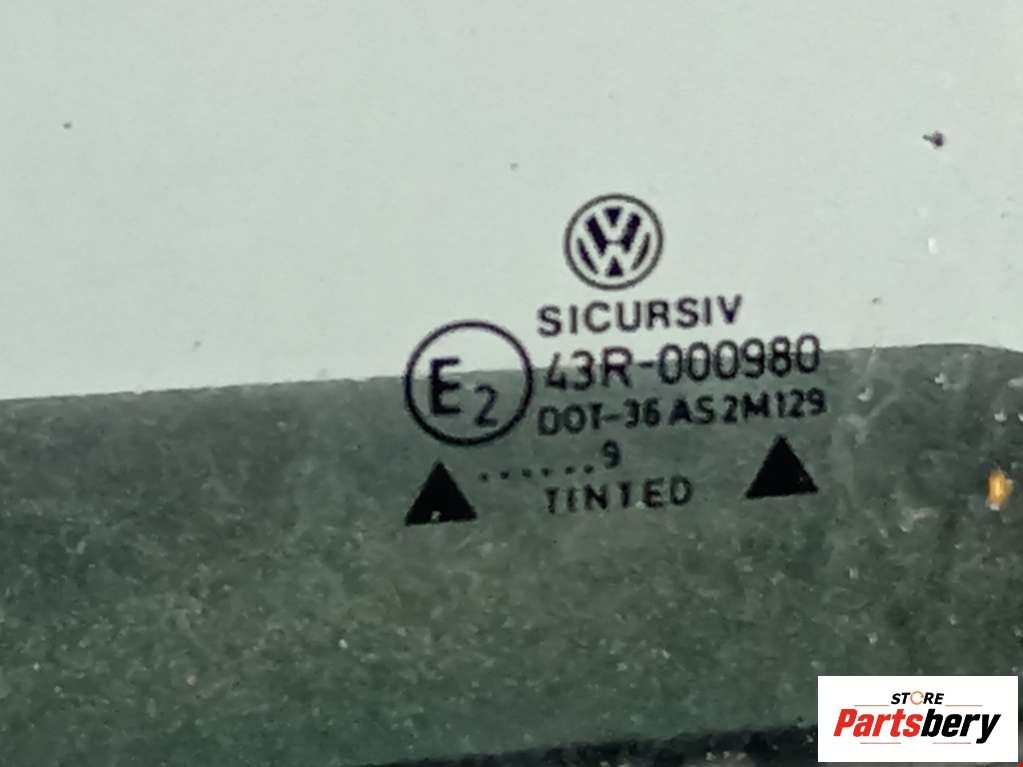 SICURSIV
E2 43R-000980
DOT-36 AS2M129
......9
TINTED
STORE
Partsbery